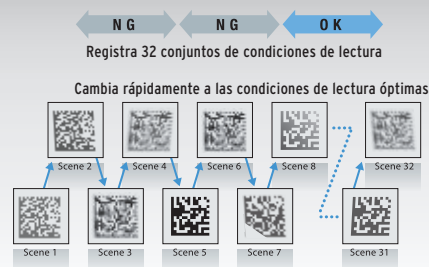 NG NG OK
Registra 32 conjuntos de condiciones de lectura
Cambia rápidamente a las condiciones de lectura óptimas
Scene 2 Scene 4 Scene 6 Scene 8 Scene 32
Scene 1 Scene 3 Scene 5 Scene 7 Scene 31